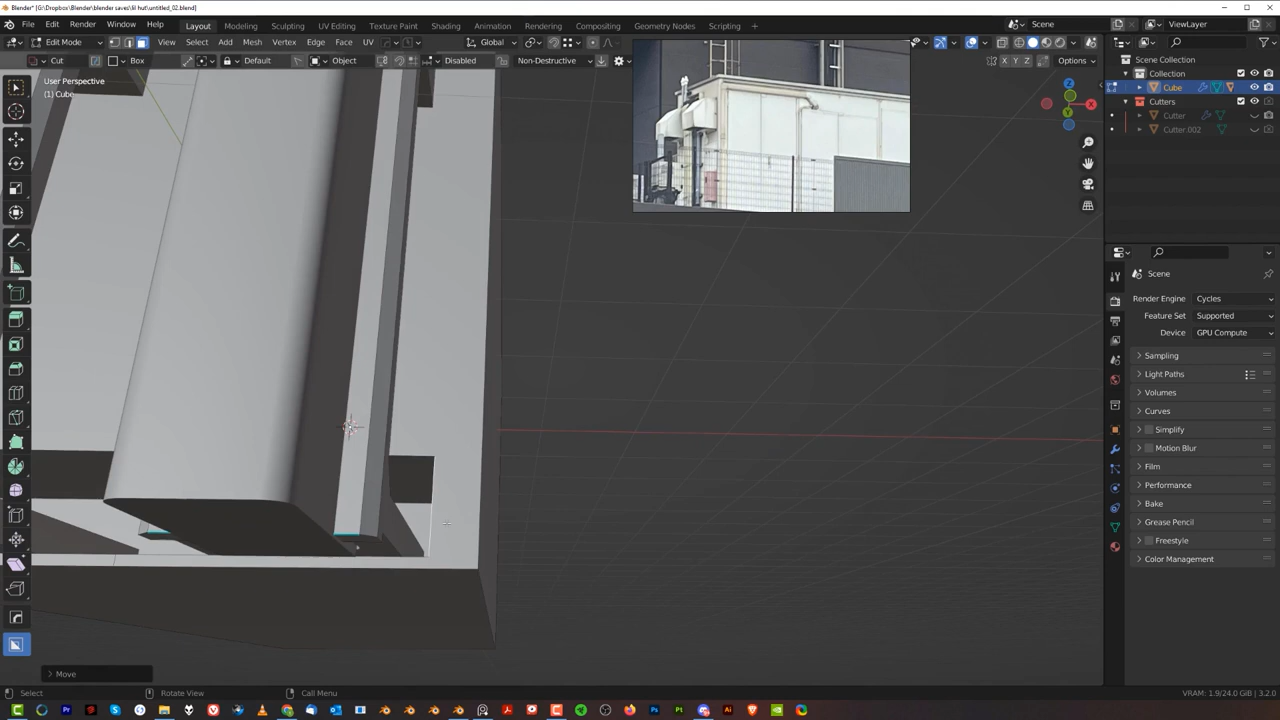 Blender* [G:\Dropbox\Blender\blender saves\lil hut\untitled_02.blend]
File Edit Render Window Help Layout Modeling Sculpting UV Editing Texture Paint Shading Animation Rendering Compositing Geometry Nodes Scripting + Scene ViewLayer
Edit Mode View Select Add Mesh Vertex Edge Face UV Global Options
Cut Box Default Object Disabled Non-Destructive X Y Z
User Perspective
(1) Cube
Z
X
Y
Move
Scene Collection
Collection
Cube
Cutters
Cutter
Cutter.002
Scene
Render Engine Cycles
Feature Set Supported
Device GPU Compute
Sampling
Light Paths
Volumes
Curves
Simplify
Motion Blur
Film
Performance
Bake
Grease Pencil
Freestyle
Color Management
Select Rotate View Call Menu VRAM: 1.9/24.0 GiB | 3.2.0